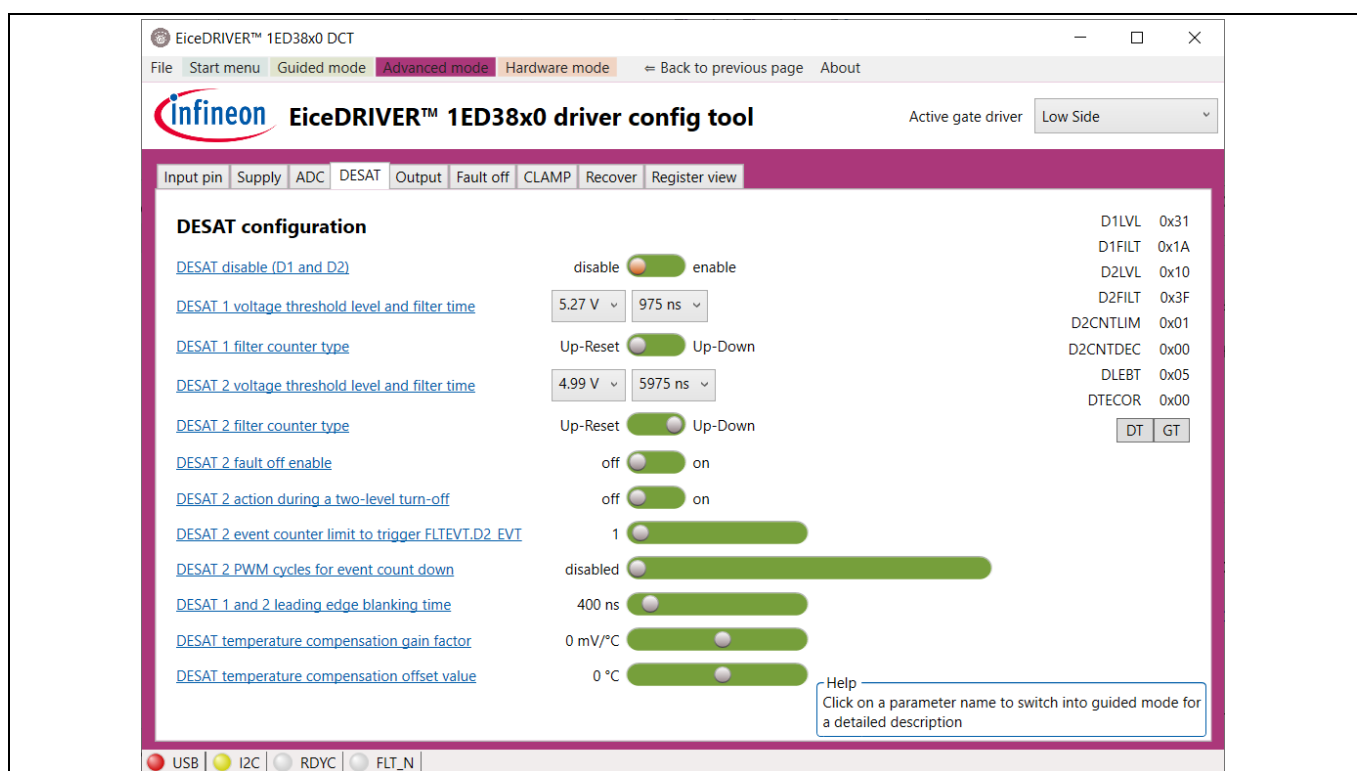 EiceDRIVER™ 1ED38x0 DCT
File Start menu Guided mode Advanced mode Hardware mode ⇐ Back to previous page About
infineon EiceDRIVER™ 1ED38x0 driver config tool Active gate driver Low Side
Input pin Supply ADC DESAT Output Fault off CLAMP Recover Register view
DESAT configuration
DESAT disable (D1 and D2) disable enable
DESAT 1 voltage threshold level and filter time 5.27 V 975 ns
DESAT 1 filter counter type Up-Reset Up-Down
DESAT 2 voltage threshold level and filter time 4.99 V 5975 ns
DESAT 2 filter counter type Up-Reset Up-Down
DESAT 2 fault off enable off on
DESAT 2 action during a two-level turn-off off on
DESAT 2 event counter limit to trigger FLTEVT.D2_EVT 1
DESAT 2 PWM cycles for event count down disabled
DESAT 1 and 2 leading edge blanking time 400 ns
DESAT temperature compensation gain factor 0 mV/°C
DESAT temperature compensation offset value 0 °C
D1LVL 0x31
D1FILT 0x1A
D2LVL 0x10
D2FILT 0x3F
D2CNTLIM 0x01
D2CNTDEC 0x00
DLEBT 0x05
DTECOR 0x00
DT GT
Help
Click on a parameter name to switch into guided mode for
a detailed description
USB I2C RDYC FLT_N